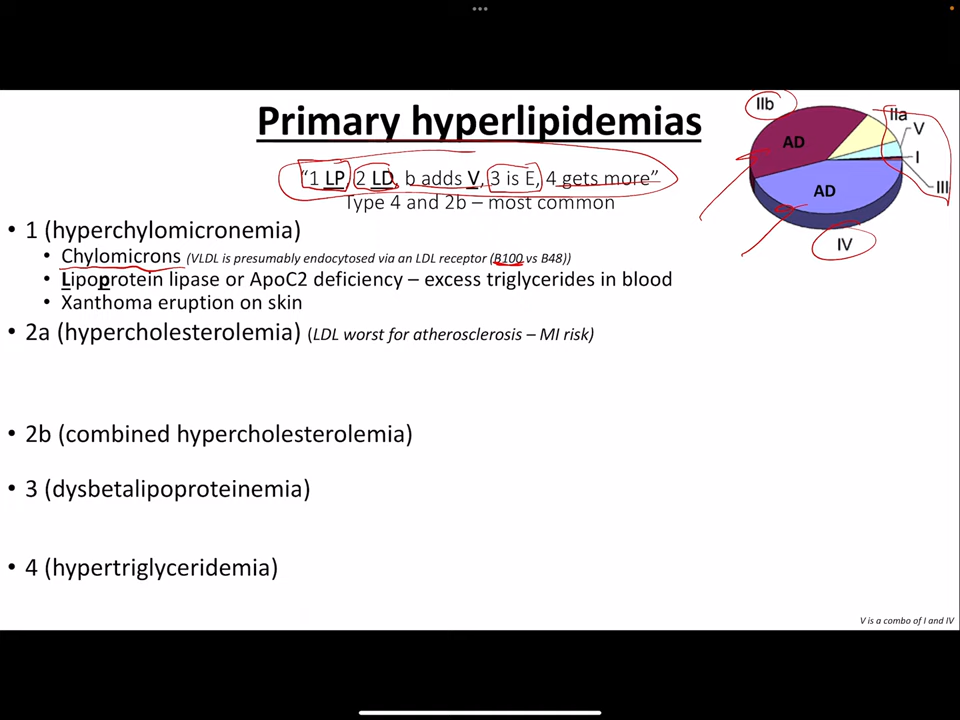 Primary hyperlipidemias
"1 LP, 2 LD, b adds V, 3 is E, 4 gets more"
Type 4 and 2b – most common
IIb
IIa
V
I
III
AD
AD
IV
• 1 (hyperchylomicronemia)
• Chylomicrons (VLDL is presumably endocytosed via an LDL receptor (B100 vs B48))
• Lipoprotein lipase or ApoC2 deficiency – excess triglycerides in blood
• Xanthoma eruption on skin
• 2a (hypercholesterolemia) (LDL worst for atherosclerosis – MI risk)
• 2b (combined hypercholesterolemia)
• 3 (dysbetalipoproteinemia)
• 4 (hypertriglyceridemia)
V is a combo of I and IV